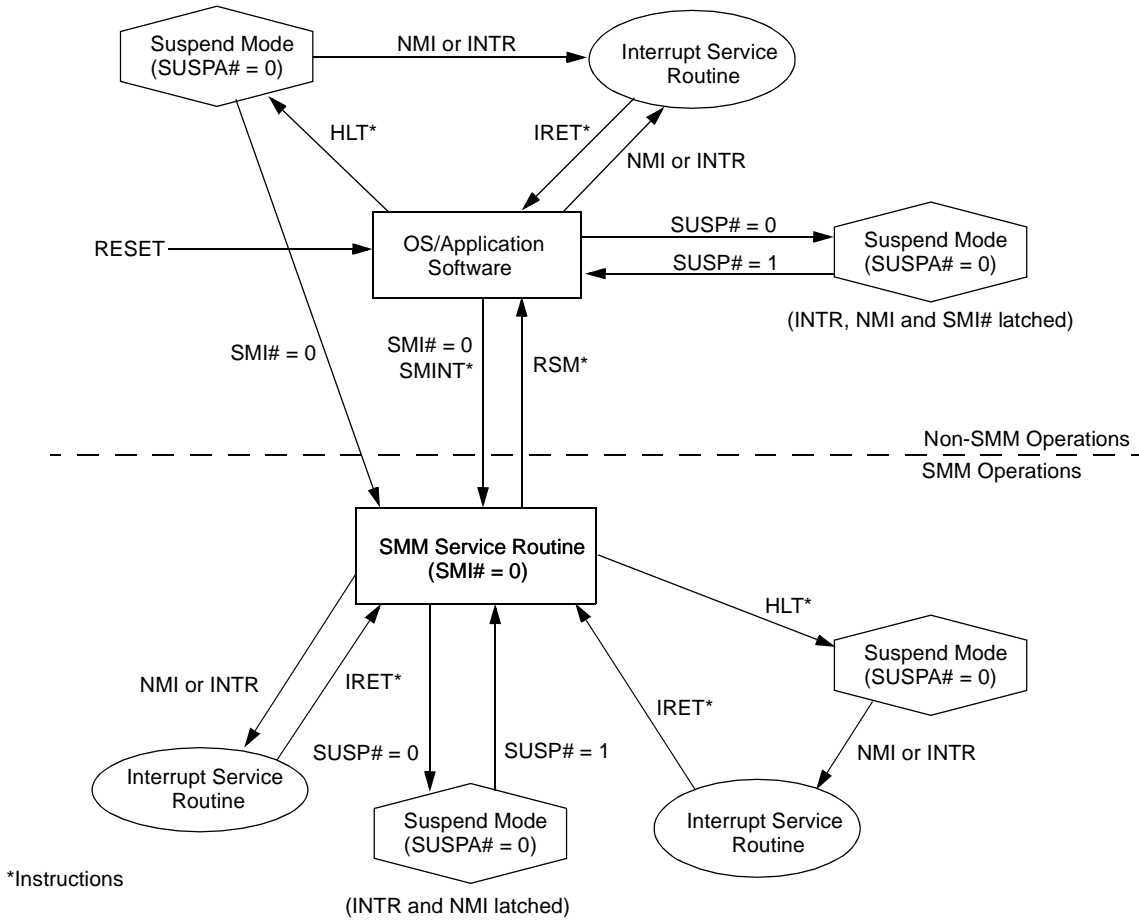 Suspend Mode
(SUSPA# = 0)
NMI or INTR
Interrupt Service
Routine
HLT*
IRET*
NMI or INTR
RESET
OS/Application
Software
SUSP# = 0
SUSP# = 1
Suspend Mode
(SUSPA# = 0)
(INTR, NMI and SMI# latched)
SMI# = 0
SMI# = 0
SMINT*
RSM*
Non-SMM Operations
SMM Operations
SMM Service Routine
(SMI# = 0)
HLT*
Suspend Mode
(SUSPA# = 0)
NMI or INTR
IRET*
IRET*
SUSP# = 0
SUSP# = 1
NMI or INTR
Interrupt Service
Routine
Suspend Mode
(SUSPA# = 0)
Interrupt Service
Routine
*Instructions
(INTR and NMI latched)